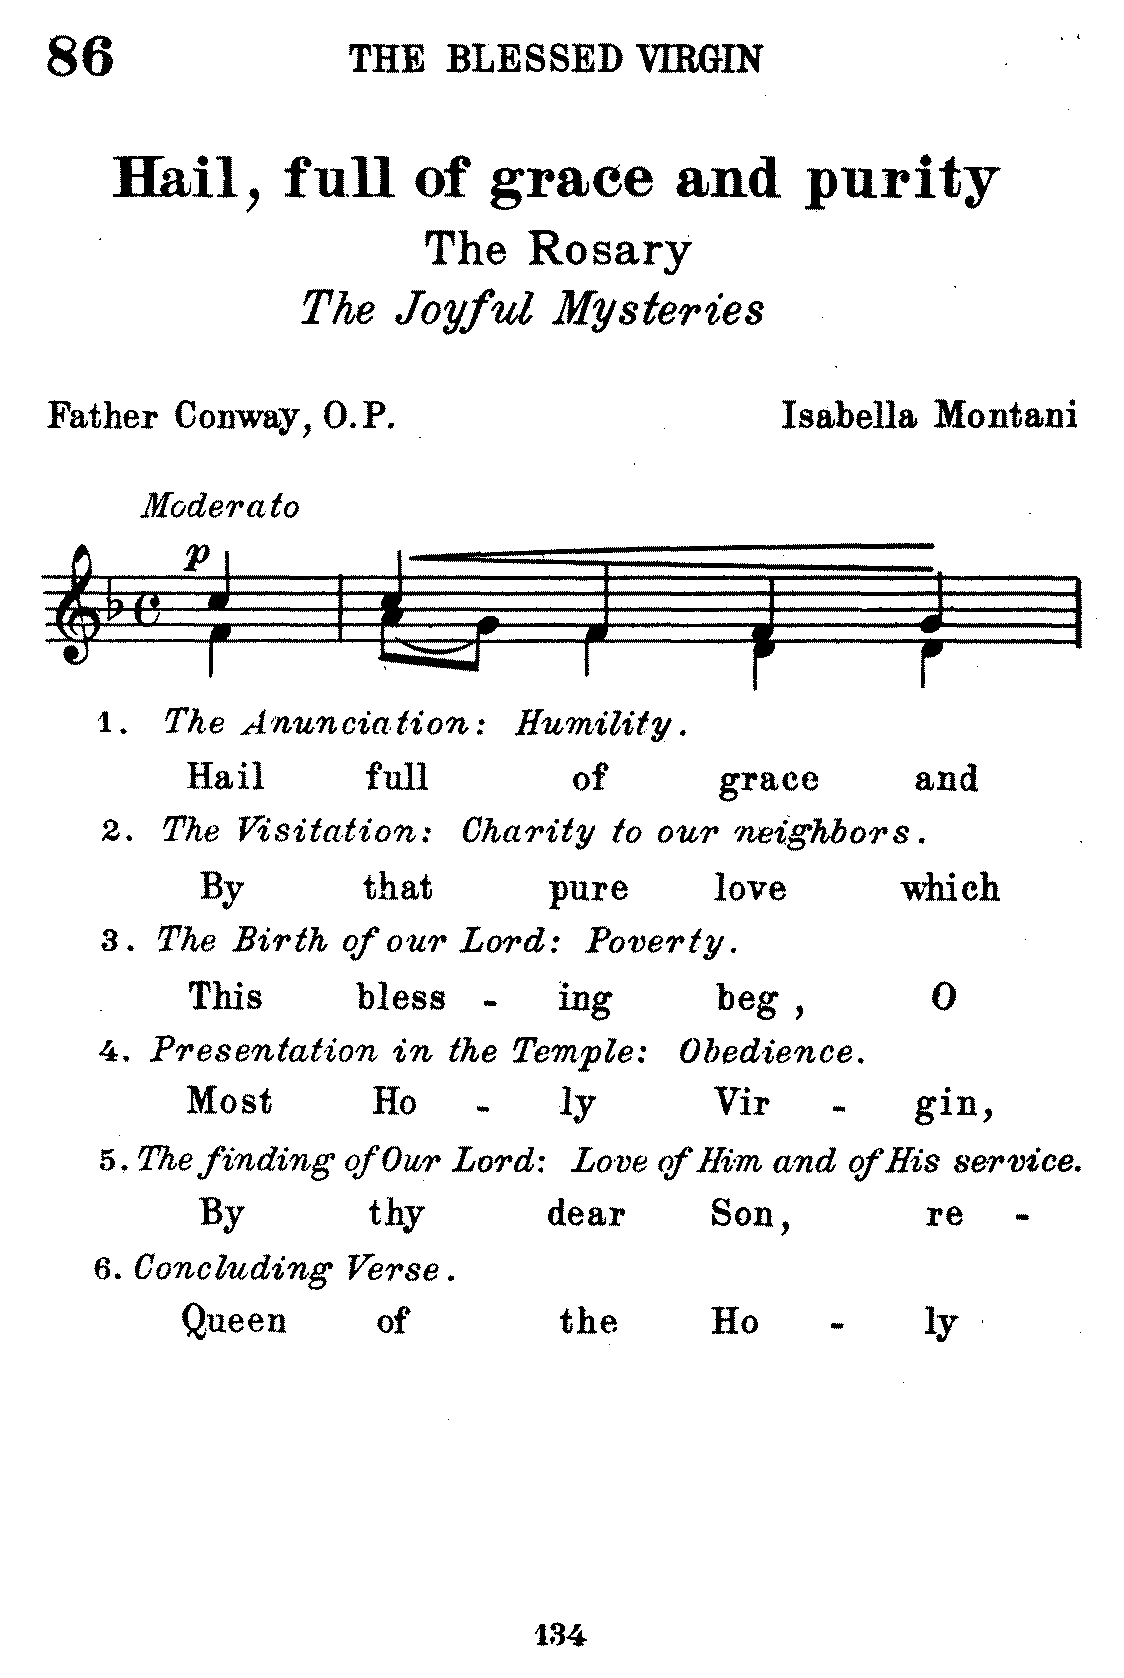 86 THE BLESSED VIRGIN
Hail, full of grace and purity
The Rosary
The Joyful Mysteries
Father Conway, O.P. Isabella Montani
Moderato
p
1. The Anunciation: Humility.
Hail full of grace and
2. The Visitation: Charity to our neighbors.
By that pure love which
3. The Birth of our Lord: Poverty.
This bless - ing beg, O
4. Presentation in the Temple: Obedience.
Most Ho - ly Vir - gin,
5. The finding of Our Lord: Love of Him and of His service.
By thy dear Son, re -
6. Concluding Verse.
Queen of the Ho - ly
134